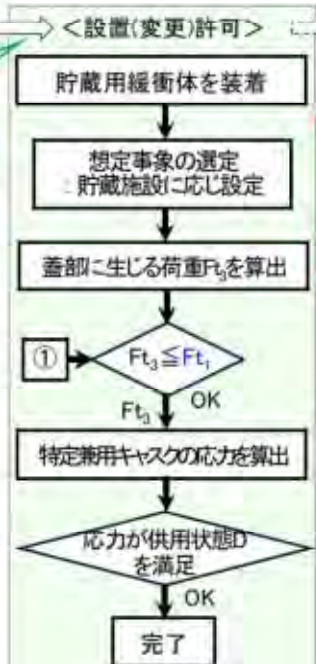 <設置(変更)許可>
貯蔵用緩衝体を装着
想定事象の選定
:貯蔵施設に応じ設定
蓋部に生じる荷重Ft₃を算出
①
Ft₃≦Ft₁
Ft₃
OK
特定兼用キャスクの応力を算出
応力が供用状態D
を満足
OK
完了